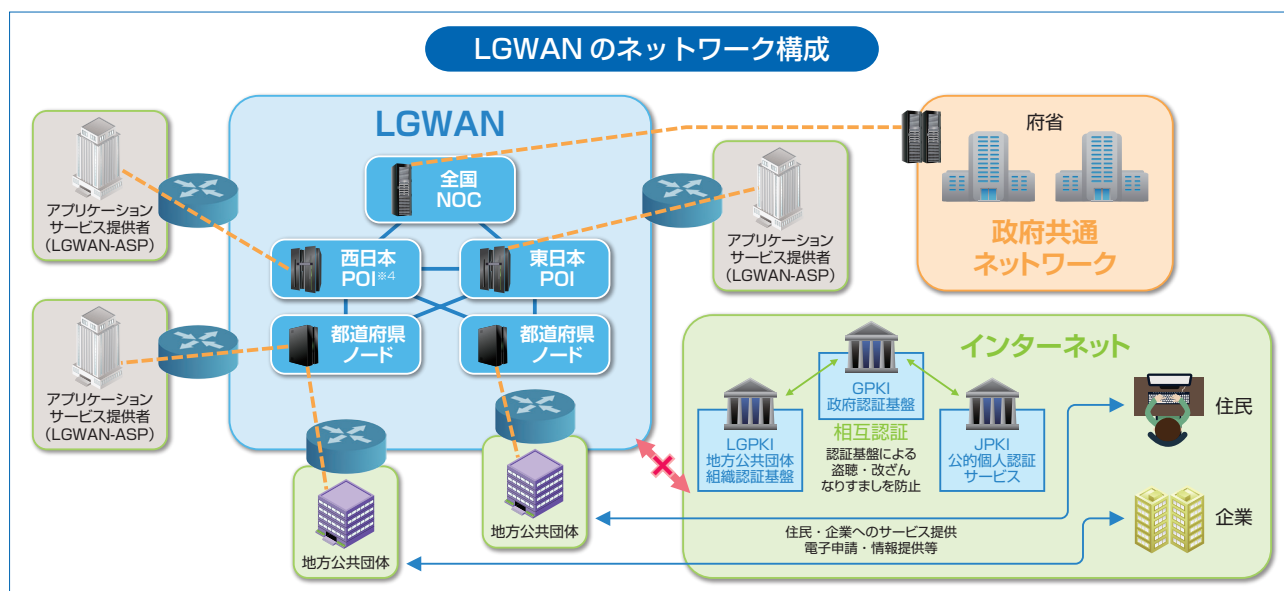 LGWAN のネットワーク構成
LGWAN
全国
NOC
西日本
POI※4
東日本
POI
都道府県
ノード
都道府県
ノード
アプリケーション
サービス提供者
(LGWAN-ASP)
アプリケーション
サービス提供者
(LGWAN-ASP)
アプリケーション
サービス提供者
(LGWAN-ASP)
府省
政府共通
ネットワーク
インターネット
GPKI
政府認証基盤
LGPKI
地方公共団体
組織認証基盤
相互認証
認証基盤による
盗聴・改ざん
なりすましを防止
JPKI
公的個人認証
サービス
住民
企業
地方公共団体
地方公共団体
住民・企業へのサービス提供
電子申請・情報提供等